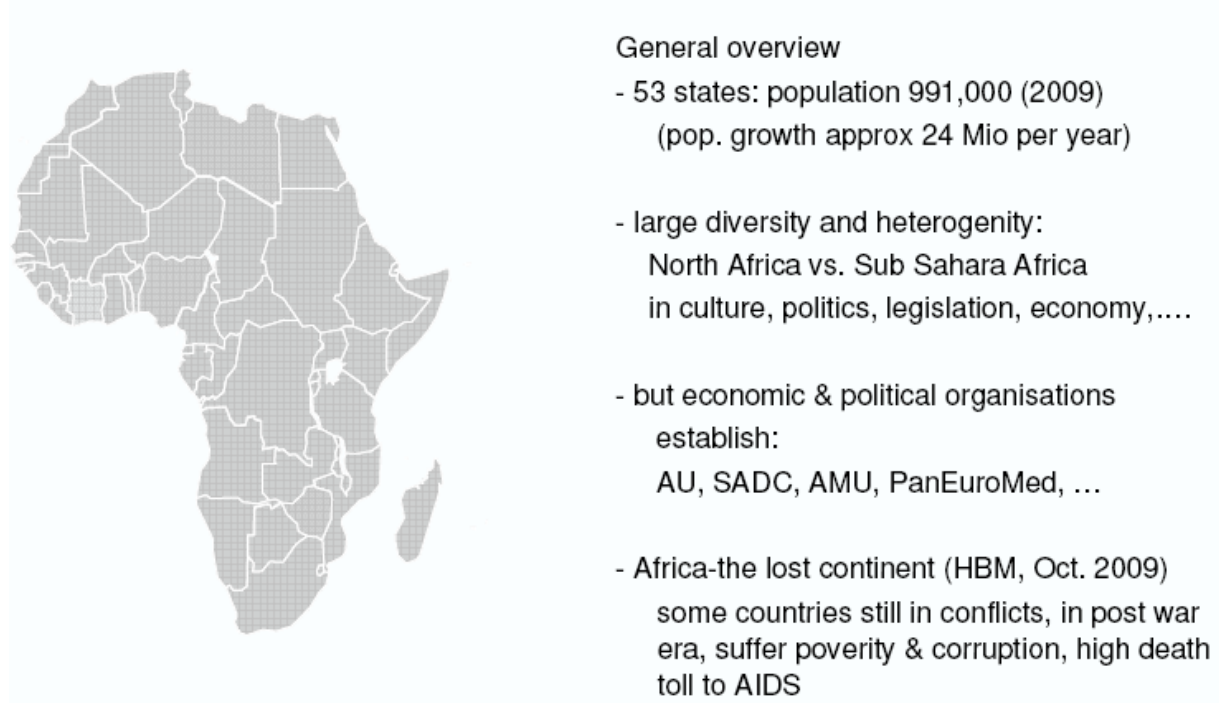 General overview
- 53 states: population 991,000 (2009)
(pop. growth approx 24 Mio per year)
- large diversity and heterogenity:
North Africa vs. Sub Sahara Africa
in culture, politics, legislation, economy,....
- but economic & political organisations
establish:
AU, SADC, AMU, PanEuroMed, ...
- Africa-the lost continent (HBM, Oct. 2009)
some countries still in conflicts, in post war
era, suffer poverity & corruption, high death
toll to AIDS